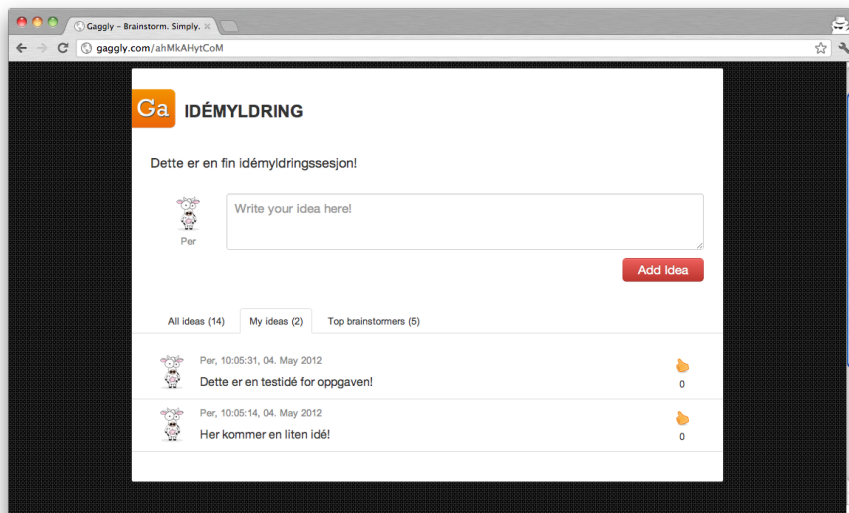 Gaggly – Brainstorm. Simply.
gaggly.com/ahMkAHytCoM
Ga IDÉMYLDRING
Dette er en fin idémyldringssesjon!
Write your idea here!
Per
Add Idea
All ideas (14) My ideas (2) Top brainstormers (5)
Per, 10:05:31, 04. May 2012
Dette er en testidé for oppgaven!
0
Per, 10:05:14, 04. May 2012
Her kommer en liten idé!
0